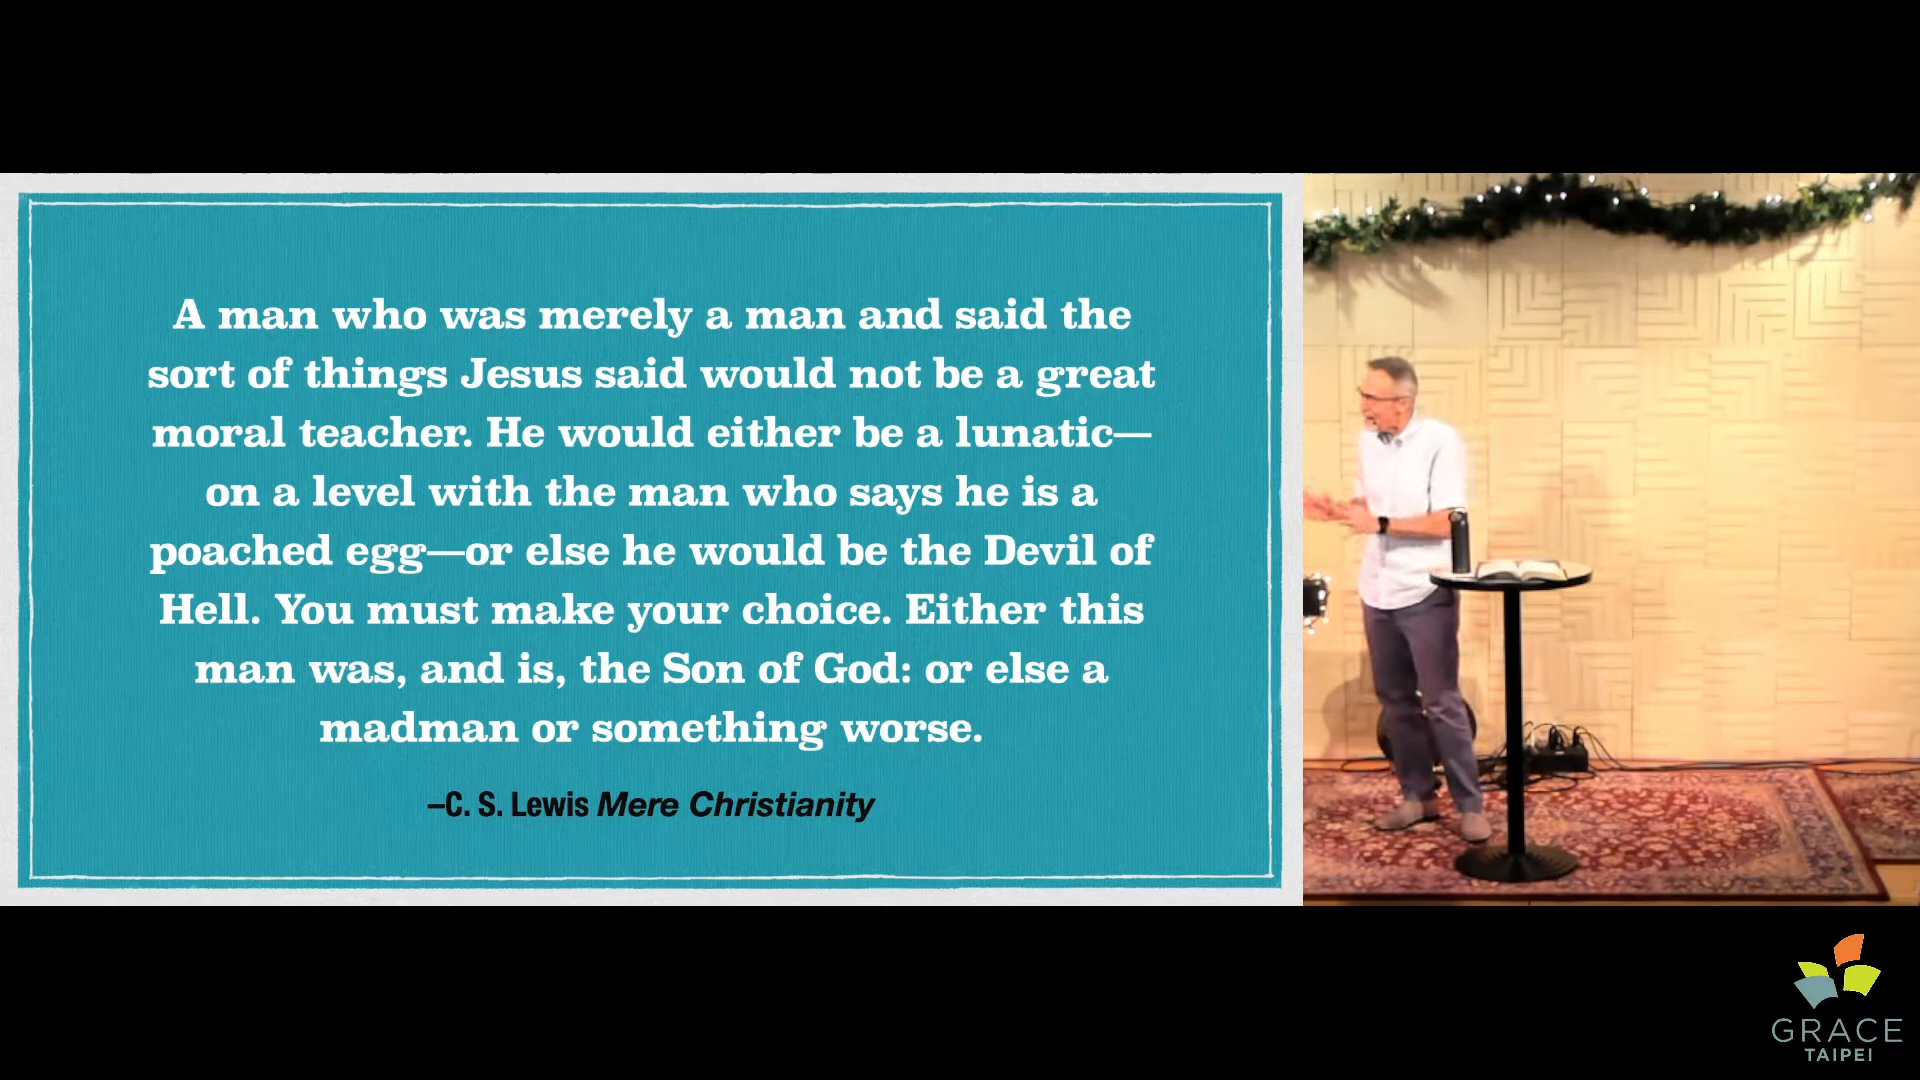 A man who was merely a man and said the
sort of things Jesus said would not be a great
moral teacher. He would either be a lunatic—
on a level with the man who says he is a
poached egg—or else he would be the Devil of
Hell. You must make your choice. Either this
man was, and is, the Son of God: or else a
madman or something worse.
–C. S. Lewis Mere Christianity
GRACE
TAIPEI